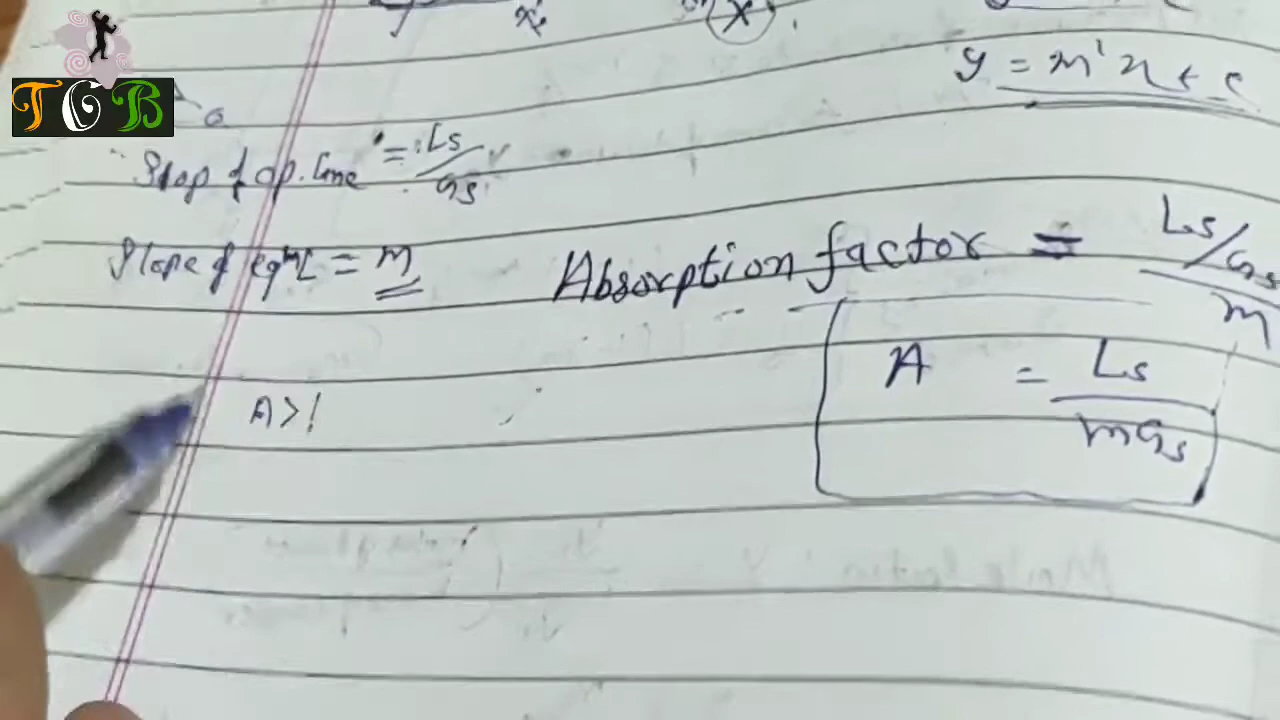 TGB
y = m'x + c
Slop of op. line = Ls/Gs
Slope of eqm L = m
Absorption factor = Ls/Gs / m
A = Ls / mGs
A > 1